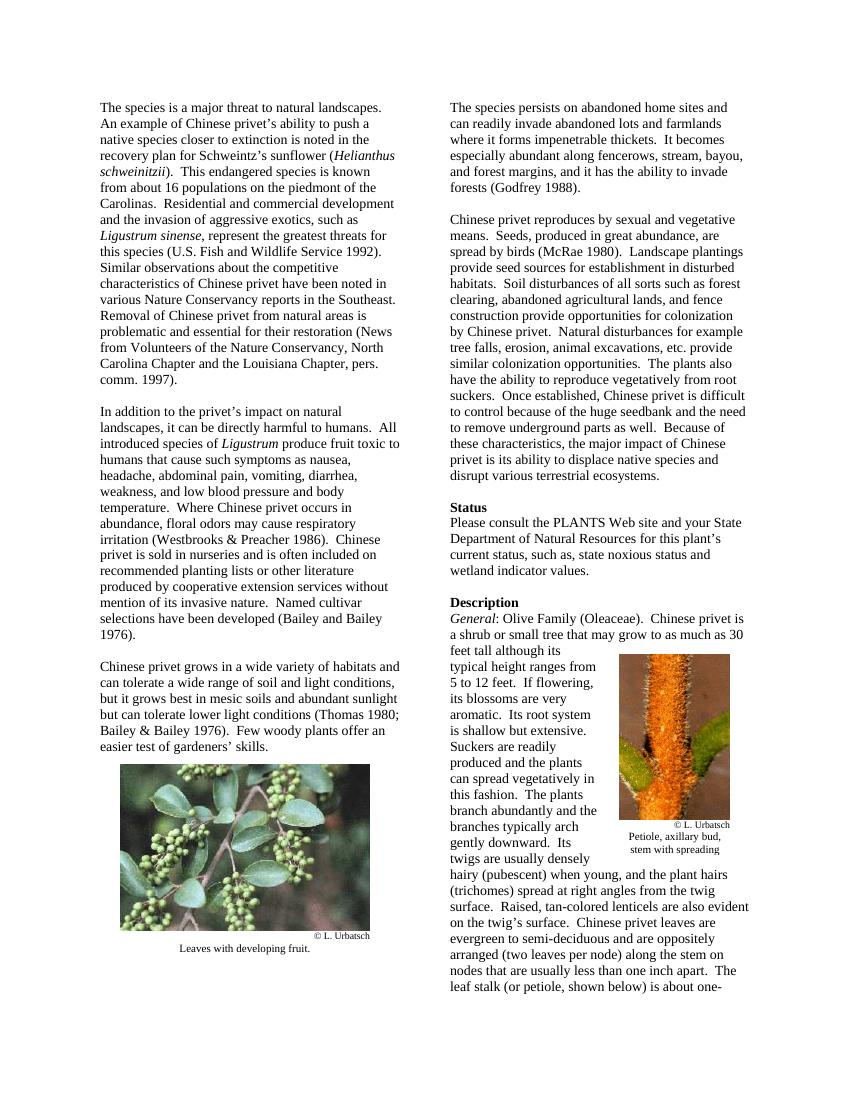 The species is a major threat to natural landscapes.
An example of Chinese privet’s ability to push a
native species closer to extinction is noted in the
recovery plan for Schweintz’s sunflower (Helianthus
schweinitzii).  This endangered species is known
from about 16 populations on the piedmont of the
Carolinas.  Residential and commercial development
and the invasion of aggressive exotics, such as
Ligustrum sinense, represent the greatest threats for
this species (U.S. Fish and Wildlife Service 1992).
Similar observations about the competitive
characteristics of Chinese privet have been noted in
various Nature Conservancy reports in the Southeast.
Removal of Chinese privet from natural areas is
problematic and essential for their restoration (News
from Volunteers of the Nature Conservancy, North
Carolina Chapter and the Louisiana Chapter, pers.
comm. 1997).

In addition to the privet’s impact on natural
landscapes, it can be directly harmful to humans.  All
introduced species of Ligustrum produce fruit toxic to
humans that cause such symptoms as nausea,
headache, abdominal pain, vomiting, diarrhea,
weakness, and low blood pressure and body
temperature.  Where Chinese privet occurs in
abundance, floral odors may cause respiratory
irritation (Westbrooks & Preacher 1986).  Chinese
privet is sold in nurseries and is often included on
recommended planting lists or other literature
produced by cooperative extension services without
mention of its invasive nature.  Named cultivar
selections have been developed (Bailey and Bailey
1976).

Chinese privet grows in a wide variety of habitats and
can tolerate a wide range of soil and light conditions,
but it grows best in mesic soils and abundant sunlight
but can tolerate lower light conditions (Thomas 1980;
Bailey & Bailey 1976).  Few woody plants offer an
easier test of gardeners’ skills.
© L. Urbatsch
Leaves with developing fruit.

The species persists on abandoned home sites and
can readily invade abandoned lots and farmlands
where it forms impenetrable thickets.  It becomes
especially abundant along fencerows, stream, bayou,
and forest margins, and it has the ability to invade
forests (Godfrey 1988).

Chinese privet reproduces by sexual and vegetative
means.  Seeds, produced in great abundance, are
spread by birds (McRae 1980).  Landscape plantings
provide seed sources for establishment in disturbed
habitats.  Soil disturbances of all sorts such as forest
clearing, abandoned agricultural lands, and fence
construction provide opportunities for colonization
by Chinese privet.  Natural disturbances for example
tree falls, erosion, animal excavations, etc. provide
similar colonization opportunities.  The plants also
have the ability to reproduce vegetatively from root
suckers.  Once established, Chinese privet is difficult
to control because of the huge seedbank and the need
to remove underground parts as well.  Because of
these characteristics, the major impact of Chinese
privet is its ability to displace native species and
disrupt various terrestrial ecosystems.

Status
Please consult the PLANTS Web site and your State
Department of Natural Resources for this plant’s
current status, such as, state noxious status and
wetland indicator values.

Description
General: Olive Family (Oleaceae).  Chinese privet is
a shrub or small tree that may grow to as much as 30
feet tall although its
typical height ranges from
5 to 12 feet.  If flowering,
its blossoms are very
aromatic.  Its root system
is shallow but extensive.
Suckers are readily
produced and the plants
can spread vegetatively in
this fashion.  The plants
branch abundantly and the
branches typically arch
gently downward.  Its
twigs are usually densely
hairy (pubescent) when young, and the plant hairs
(trichomes) spread at right angles from the twig
surface.  Raised, tan-colored lenticels are also evident
on the twig’s surface.  Chinese privet leaves are
evergreen to semi-deciduous and are oppositely
arranged (two leaves per node) along the stem on
nodes that are usually less than one inch apart.  The
leaf stalk (or petiole, shown below) is about one-
© L. Urbatsch
Petiole, axillary bud,
stem with spreading